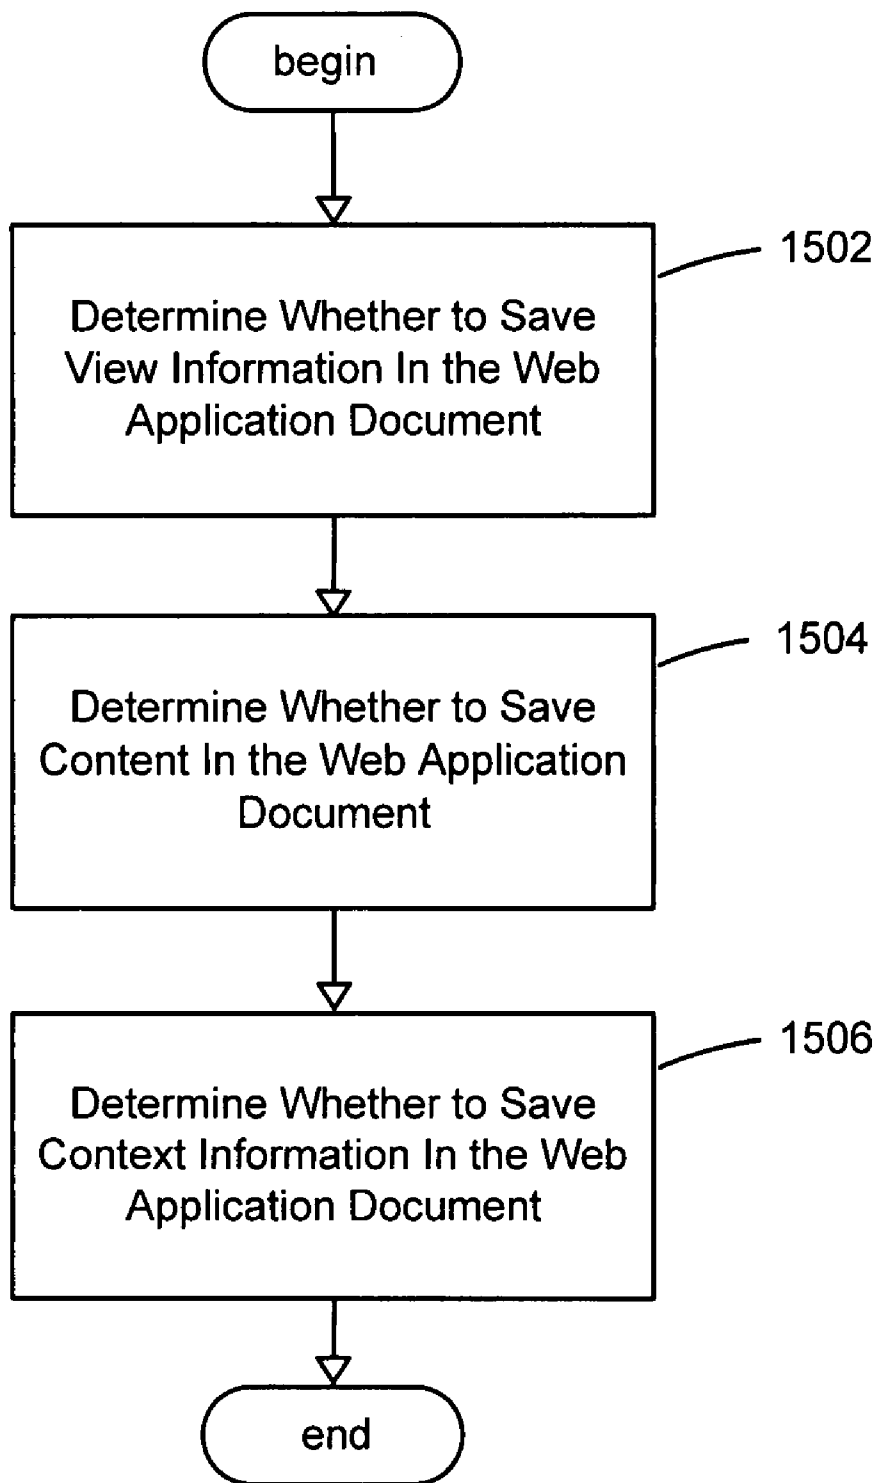 begin
1502
Determine Whether to Save
View Information In the Web
Application Document
1504
Determine Whether to Save
Content In the Web Application
Document
1506
Determine Whether to Save
Context Information In the Web
Application Document
end